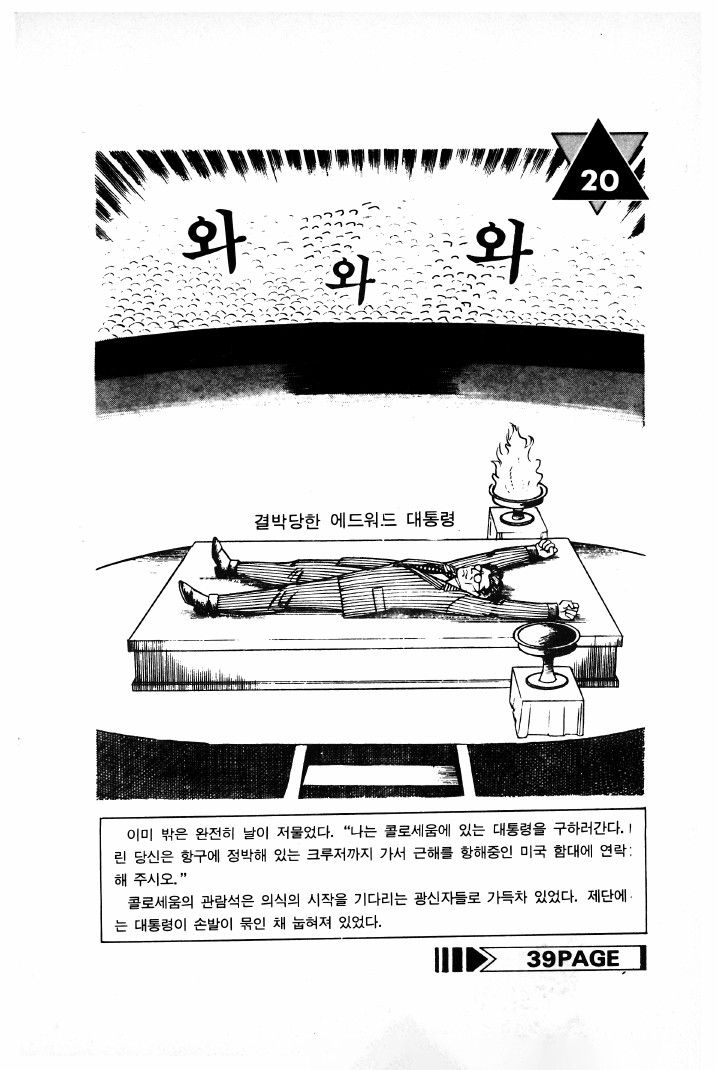 20
와
와
와
결박당한 에드워드 대통령
이미 밖은 완전히 날이 저물었다. “나는 콜로세움에 있는 대통령을 구하러간다.
린 당신은 항구에 정박해 있는 크루저까지 가서 근해를 항해중인 미국 함대에 연락
해 주시오.”
콜로세움의 관람석은 의식의 시작을 기다리는 광신자들로 가득차 있었다. 제단에
는 대통령이 손발이 묶인 채 눕혀져 있었다.
39PAGE